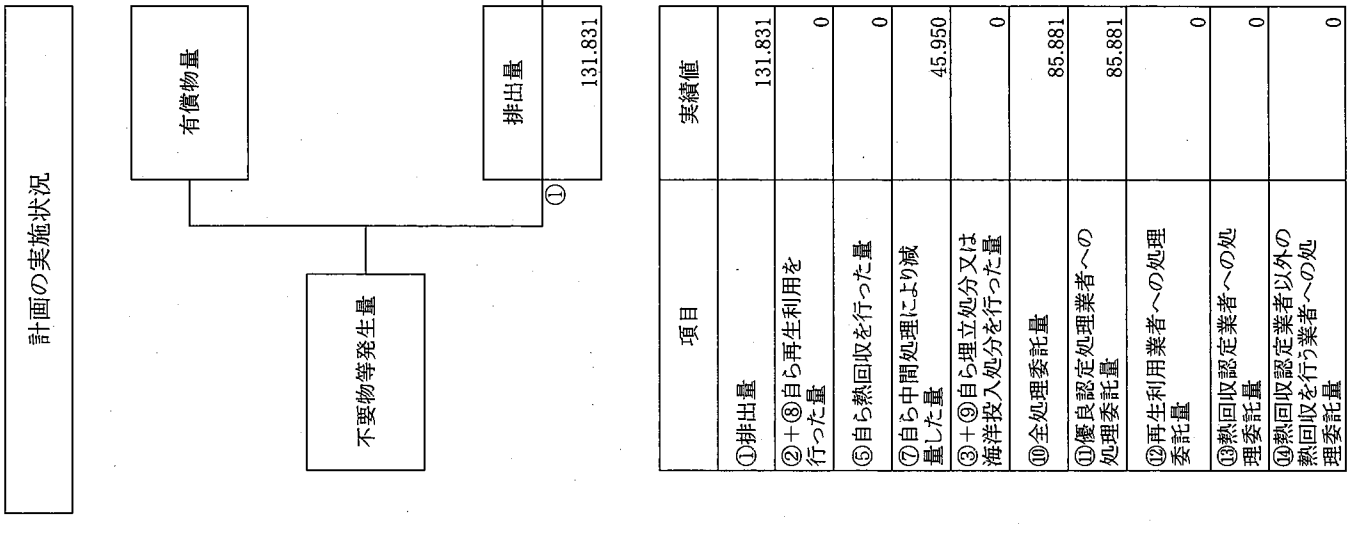 計画の実施状況
有償物量
不要物等発生量
①
排出量
131.831
項目
実績値
①排出量
131.831
②+⑧自ら再生利用を
行った量
0
⑤自ら熱回収を行った量
0
⑦自ら中間処理により減
量した量
45.950
③+⑨自ら埋立処分又は
海洋投入処分を行った量
0
⑩全処理委託量
85.881
⑪優良認定処理業者への
処理委託量
85.881
⑫再生利用業者への処理
委託量
0
⑬熱回収認定業者への処
理委託量
0
⑭熱回収認定業者以外の
熱回収を行う業者への処
理委託量
0